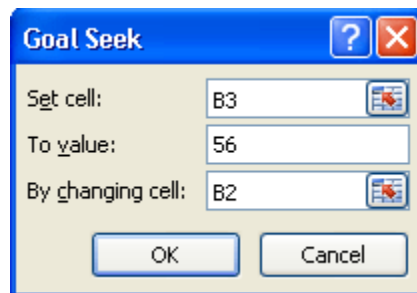 Goal Seek
Set cell: B3
To value: 56
By changing cell: B2
OK Cancel